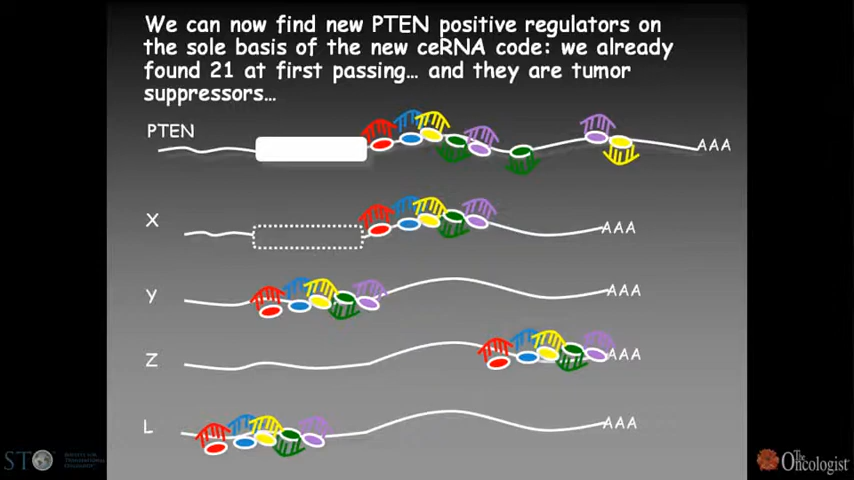 We can now find new PTEN positive regulators on
the sole basis of the new ceRNA code: we already
found 21 at first passing... and they are tumor
suppressors...
PTEN
AAA
X
AAA
Y
AAA
Z
AAA
L
AAA
STO
The Oncologist®